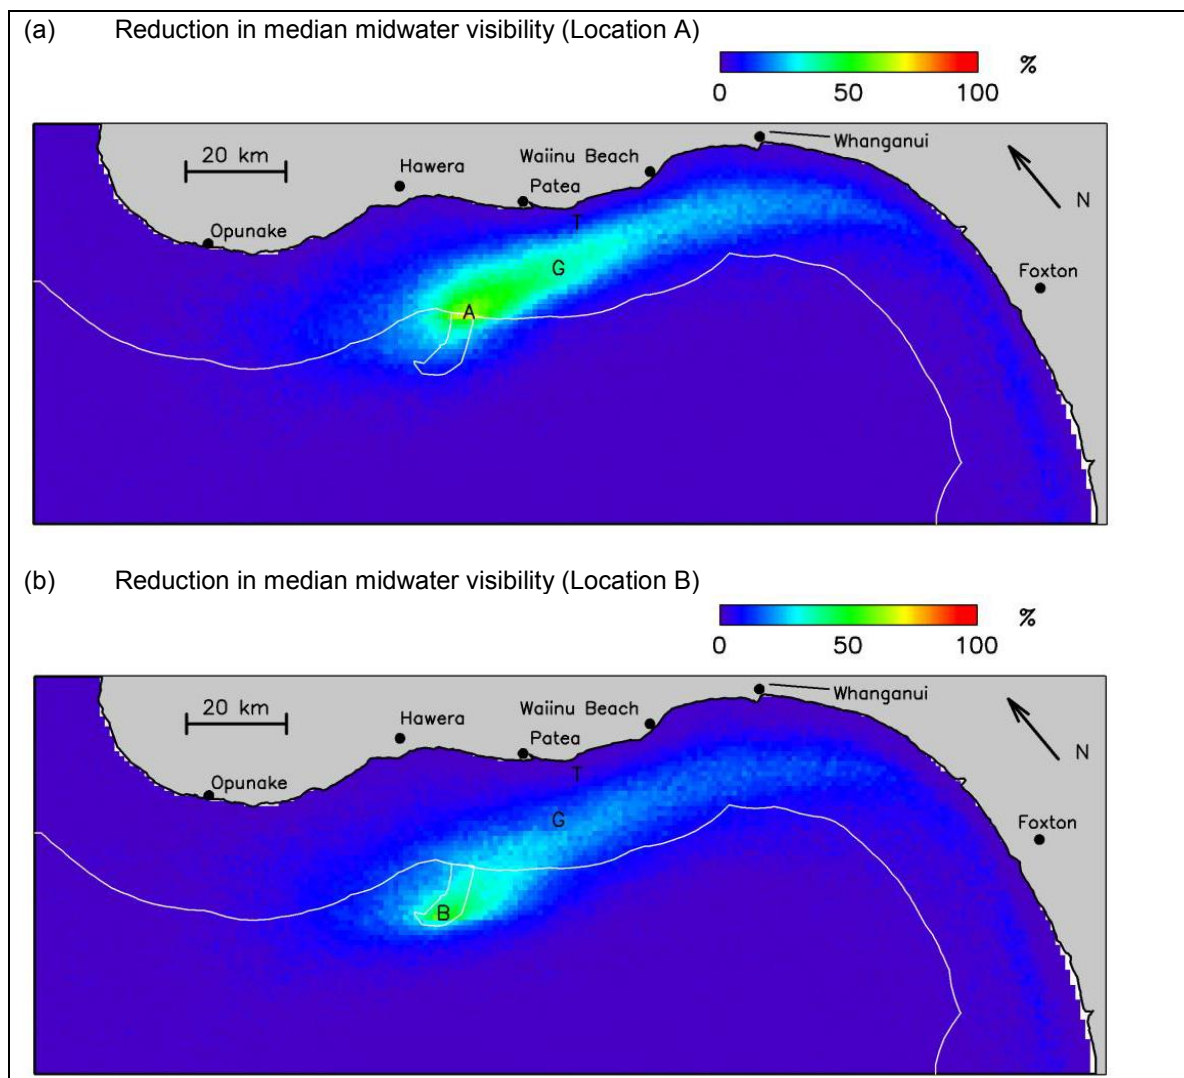 (a) Reduction in median midwater visibility (Location A)
%
0 50 100
20 km
Hawera
Waiinu Beach
Patea
Whanganui
N
Opunake
T
G
Foxton
A
(b) Reduction in median midwater visibility (Location B)
%
0 50 100
20 km
Hawera
Waiinu Beach
Patea
Whanganui
N
Opunake
T
G
Foxton
B